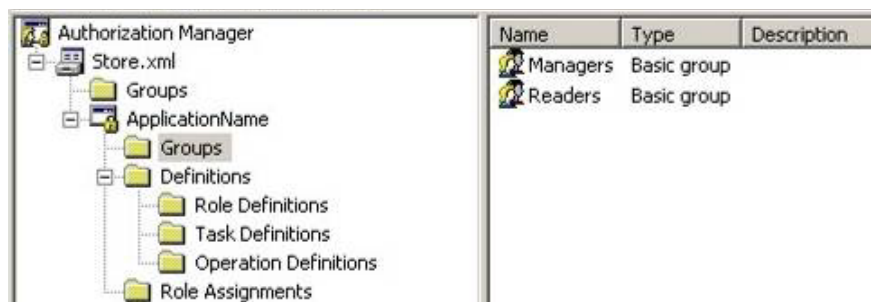 Authorization Manager
Store.xml
Groups
ApplicationName
Groups
Definitions
Role Definitions
Task Definitions
Operation Definitions
Role Assignments
Name Type Description
Managers Basic group
Readers Basic group